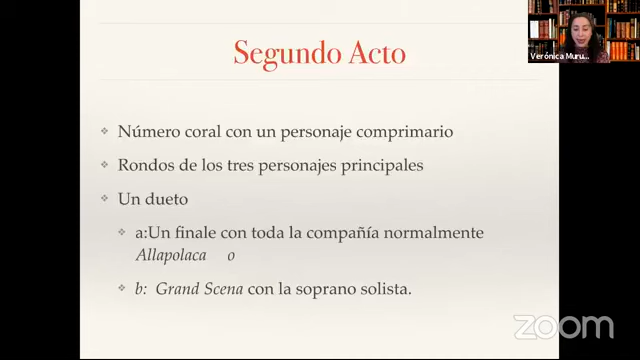 Segundo Acto
Verónica Muru...
Número coral con un personaje comprimario
Rondos de los tres personajes principales
Un dueto
a:Un finale con toda la compañía normalmente
Allapolaca o
b: Grand Scena con la soprano solista.
zoom